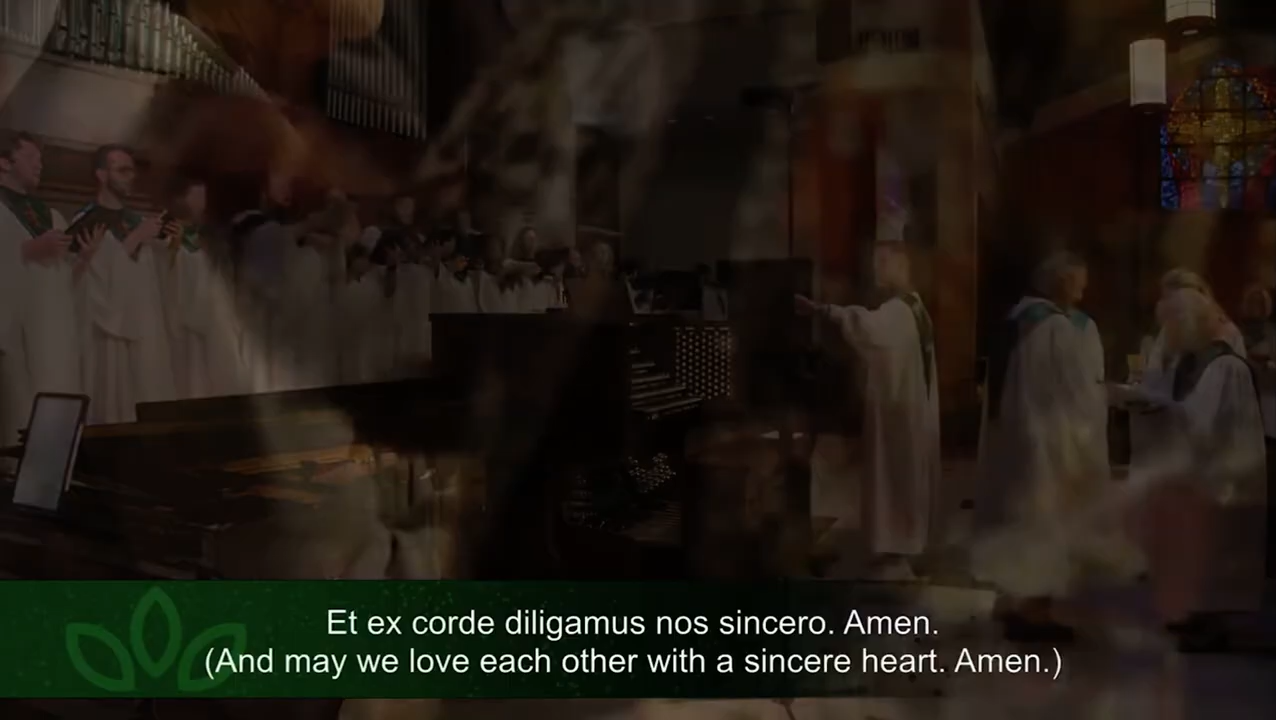 Et ex corde diligamus nos sincero. Amen.
(And may we love each other with a sincere heart. Amen.)